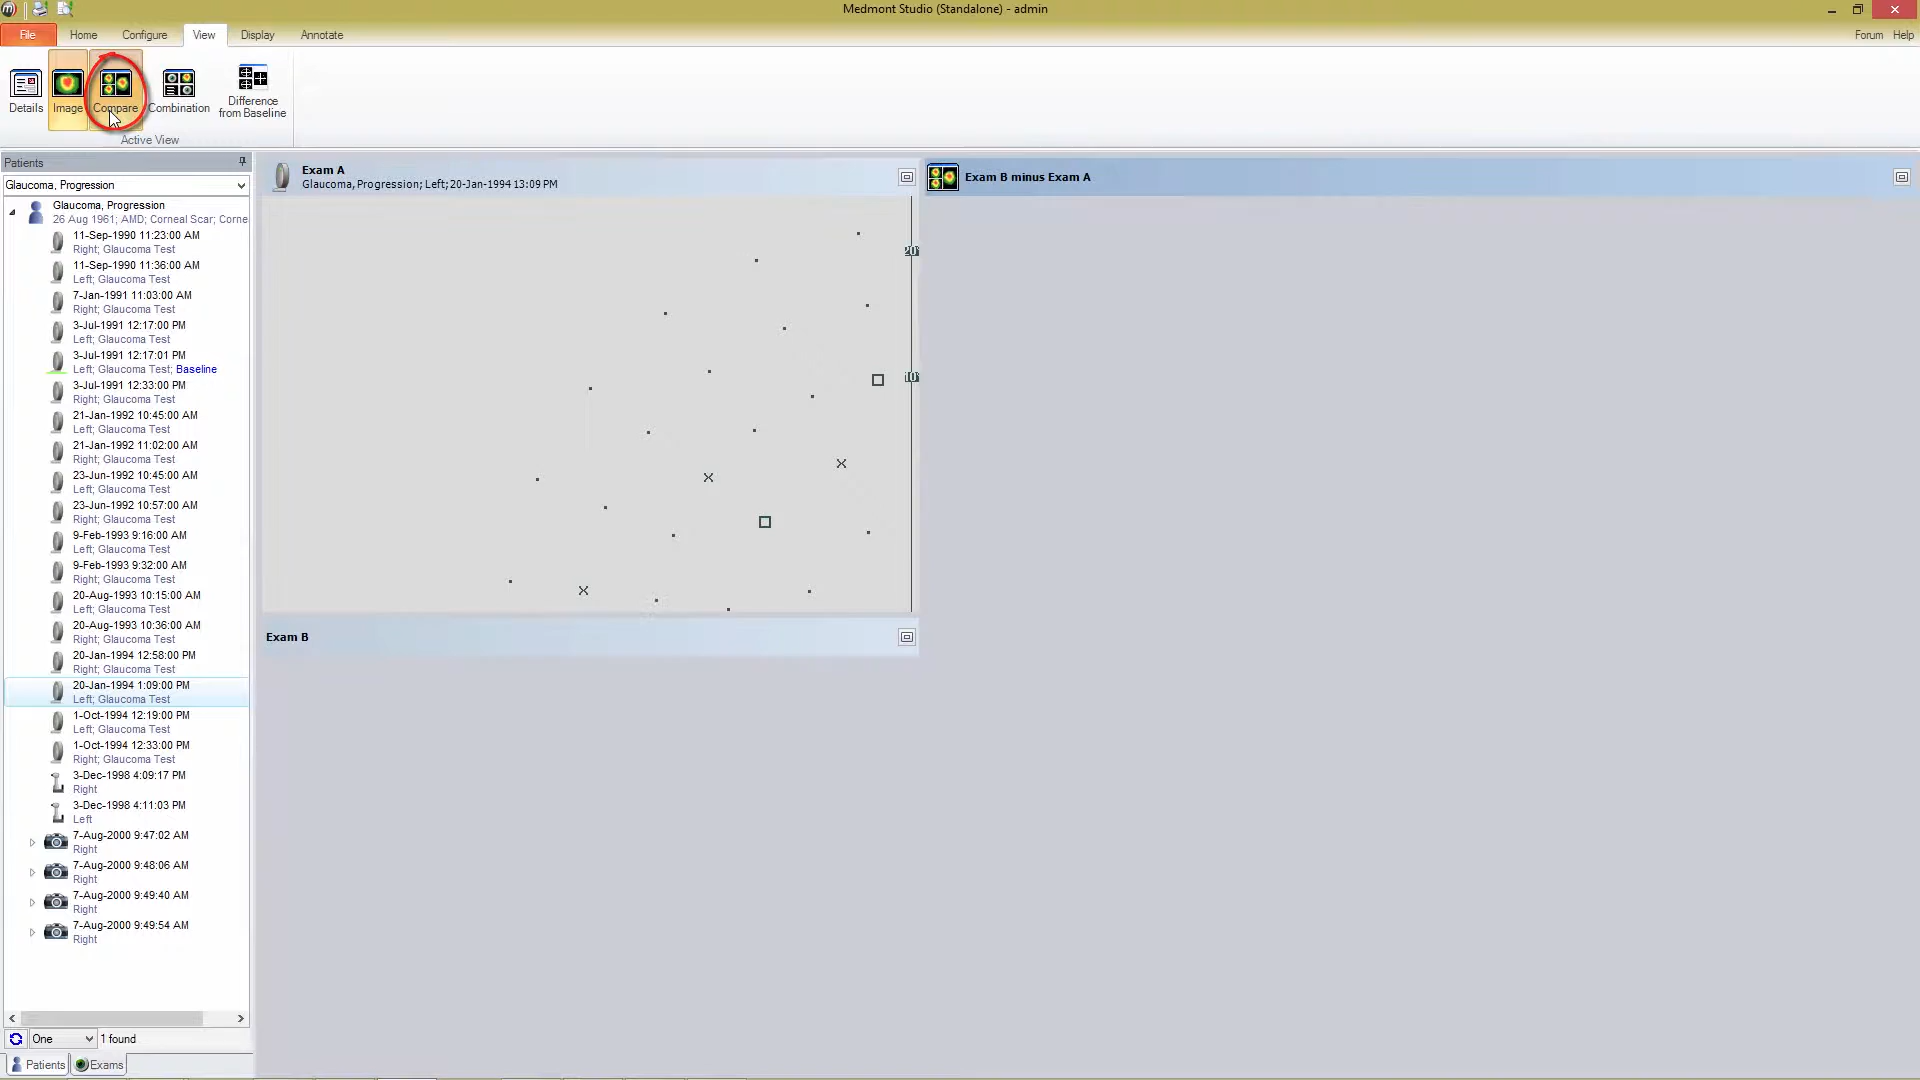 Medmont Studio (Standalone) - admin
File Home Configure View Display Annotate Forum Help
Details Image Compare Combination Difference from Baseline
Active View
Patients
Glaucoma, Progression
Glaucoma, Progression
26 Aug 1961; AMD; Corneal Scar; Corne
11-Sep-1990 11:23:00 AM
Right; Glaucoma Test
11-Sep-1990 11:36:00 AM
Left; Glaucoma Test
7-Jan-1991 11:03:00 AM
Right; Glaucoma Test
3-Jul-1991 12:17:00 PM
Left; Glaucoma Test
3-Jul-1991 12:17:01 PM
Left; Glaucoma Test; Baseline
3-Jul-1991 12:33:00 PM
Right; Glaucoma Test
21-Jan-1992 10:45:00 AM
Left; Glaucoma Test
21-Jan-1992 11:02:00 AM
Right; Glaucoma Test
23-Jun-1992 10:45:00 AM
Left; Glaucoma Test
23-Jun-1992 10:57:00 AM
Right; Glaucoma Test
9-Feb-1993 9:16:00 AM
Left; Glaucoma Test
9-Feb-1993 9:32:00 AM
Right; Glaucoma Test
20-Aug-1993 10:15:00 AM
Left; Glaucoma Test
20-Aug-1993 10:36:00 AM
Right; Glaucoma Test
20-Jan-1994 12:58:00 PM
Right; Glaucoma Test
20-Jan-1994 1:09:00 PM
Left; Glaucoma Test
1-Oct-1994 12:19:00 PM
Left; Glaucoma Test
1-Oct-1994 12:33:00 PM
Right; Glaucoma Test
3-Dec-1998 4:09:17 PM
Right
3-Dec-1998 4:11:03 PM
Left
7-Aug-2000 9:47:02 AM
Right
7-Aug-2000 9:48:06 AM
Right
7-Aug-2000 9:49:40 AM
Right
7-Aug-2000 9:49:54 AM
Right
One 1 found
Patients Exams
Exam A
Glaucoma, Progression; Left; 20-Jan-1994 13:09 PM
20°
10°
Exam B
Exam B minus Exam A